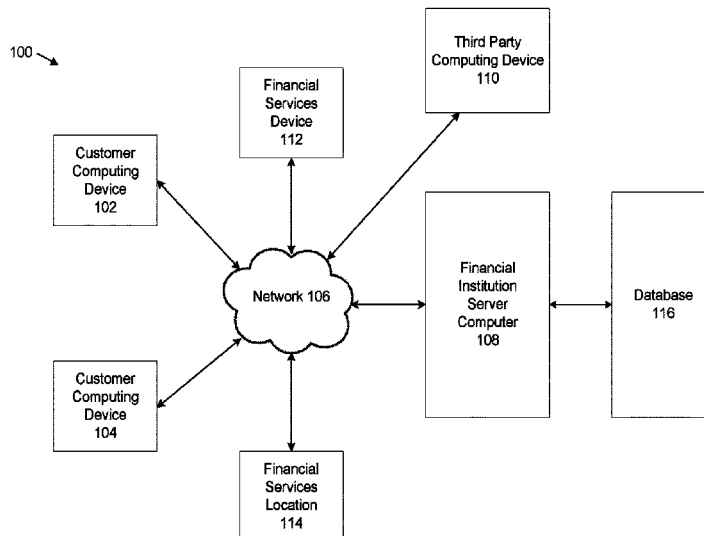 100
Third Party
Computing Device
110
Financial
Services
Device
112
Customer
Computing
Device
102
Network 106
Financial
Institution
Server
Computer
108
Database
116
Customer
Computing
Device
104
Financial
Services
Location
114